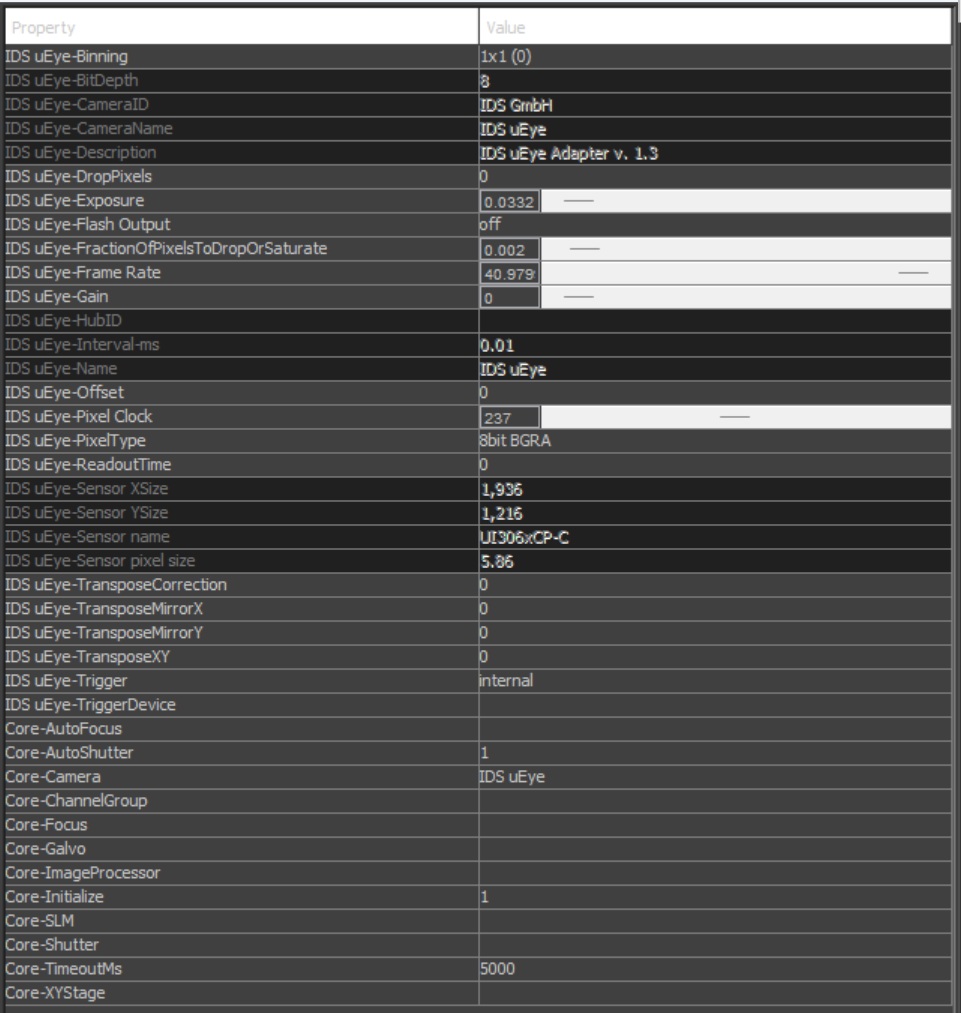 Property Value
IDS uEye-Binning 1x1 (0)
IDS uEye-BitDepth 8
IDS uEye-CameraID IDS GmbH
IDS uEye-CameraName IDS uEye
IDS uEye-Description IDS uEye Adapter v. 1.3
IDS uEye-DropPixels 0
IDS uEye-Exposure 0.0332
IDS uEye-Flash Output off
IDS uEye-FractionOfPixelsToDropOrSaturate 0.002
IDS uEye-Frame Rate 40.979
IDS uEye-Gain 0
IDS uEye-HubID
IDS uEye-Interval-ms 0.01
IDS uEye-Name IDS uEye
IDS uEye-Offset 0
IDS uEye-Pixel Clock 237
IDS uEye-PixelType 8bit BGRA
IDS uEye-ReadoutTime 0
IDS uEye-Sensor XSize 1,936
IDS uEye-Sensor YSize 1,216
IDS uEye-Sensor name UI306xCP-C
IDS uEye-Sensor pixel size 5.86
IDS uEye-TransposeCorrection 0
IDS uEye-TransposeMirrorX 0
IDS uEye-TransposeMirrorY 0
IDS uEye-TransposeXY 0
IDS uEye-Trigger internal
IDS uEye-TriggerDevice
Core-AutoFocus
Core-AutoShutter 1
Core-Camera IDS uEye
Core-ChannelGroup
Core-Focus
Core-Galvo
Core-ImageProcessor
Core-Initialize 1
Core-SLM
Core-Shutter
Core-TimeoutMs 5000
Core-XYStage